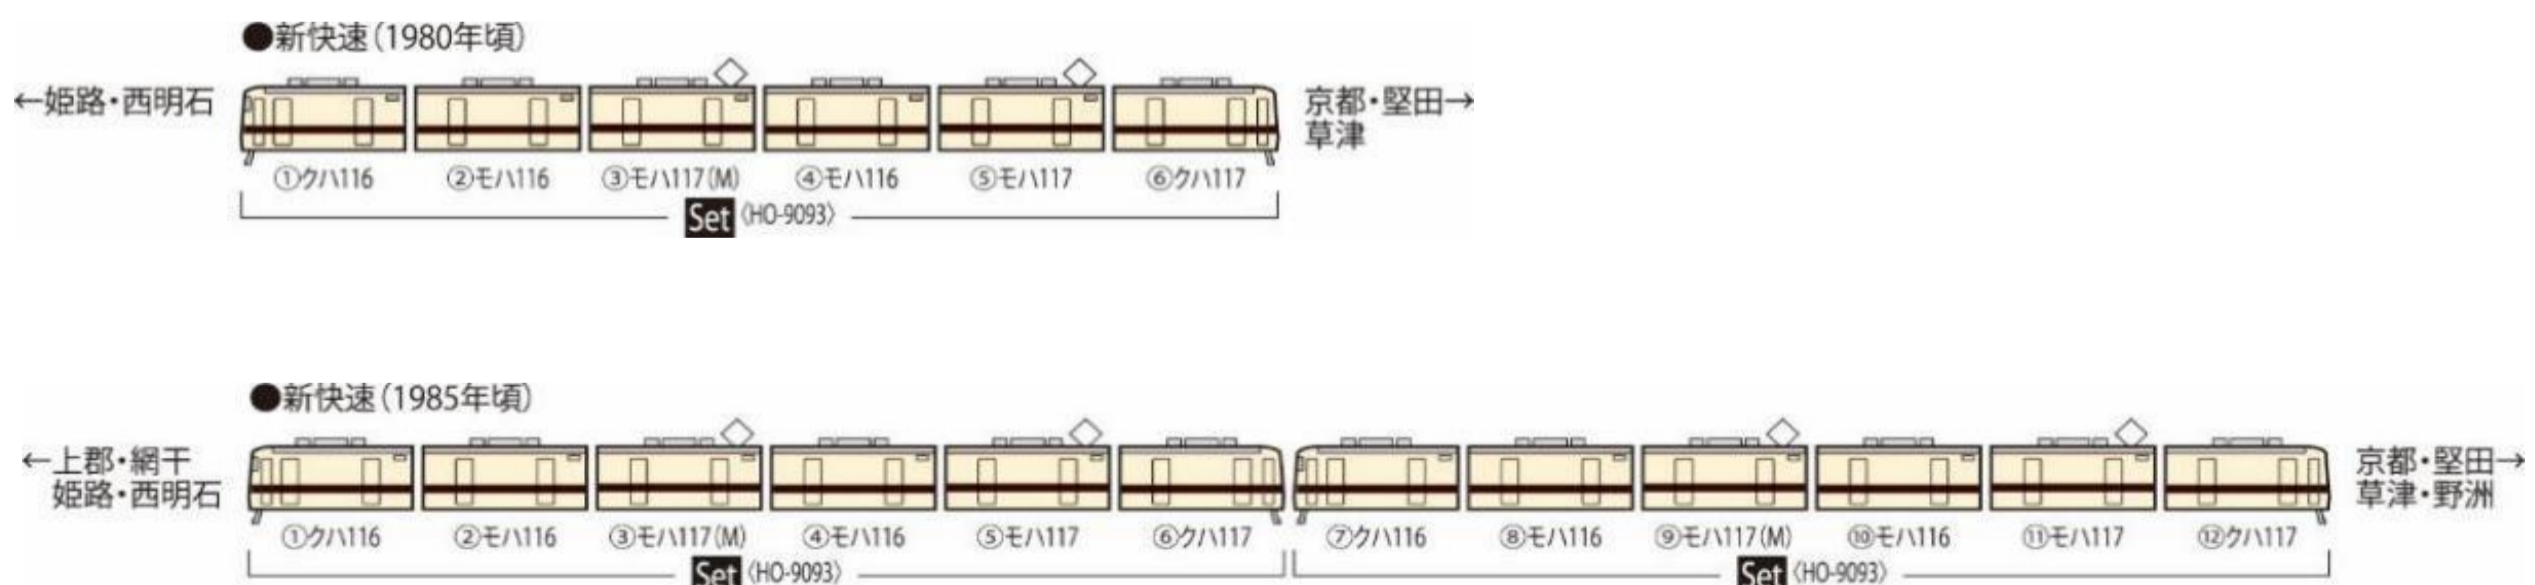 ●新快速(1980年頃)
←姫路・西明石
京都・堅田→
草津
①クハ116 ②モハ116 ③モハ117(M) ④モハ116 ⑤モハ117 ⑥クハ117
Set〈HO-9093〉
●新快速(1985年頃)
←上郡・網干
姫路・西明石
京都・堅田→
草津・野洲
①クハ116 ②モハ116 ③モハ117(M) ④モハ116 ⑤モハ117 ⑥クハ117 ⑦クハ116 ⑧モハ116 ⑨モハ117(M) ⑩モハ116 ⑪モハ117 ⑫クハ117
Set〈HO-9093〉 Set〈HO-9093〉